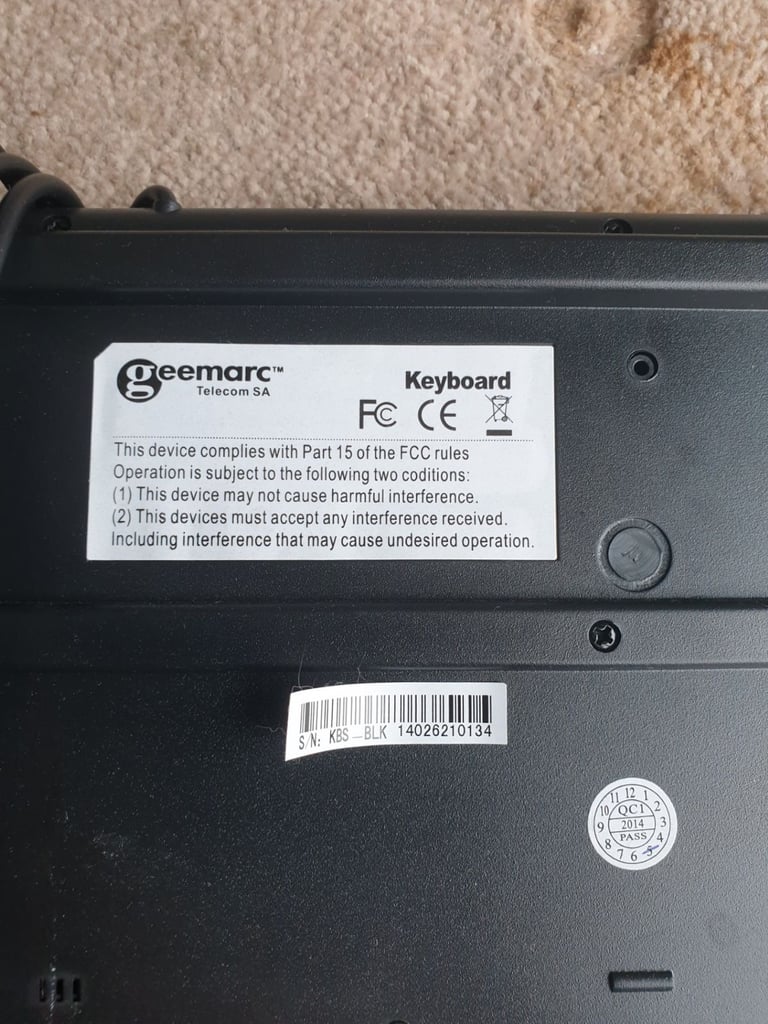 geemarc™
Telecom SA
Keyboard
FC CE
This device complies with Part 15 of the FCC rules
Operation is subject to the following two coditions:
(1) This device may not cause harmful interference.
(2) This devices must accept any interference received.
Including interference that may cause undesired operation.
S/N: KBS-BLK 14026210134
11 12 1
10 QC1 2
9 2014 3
8 PASS 4
7 6 5